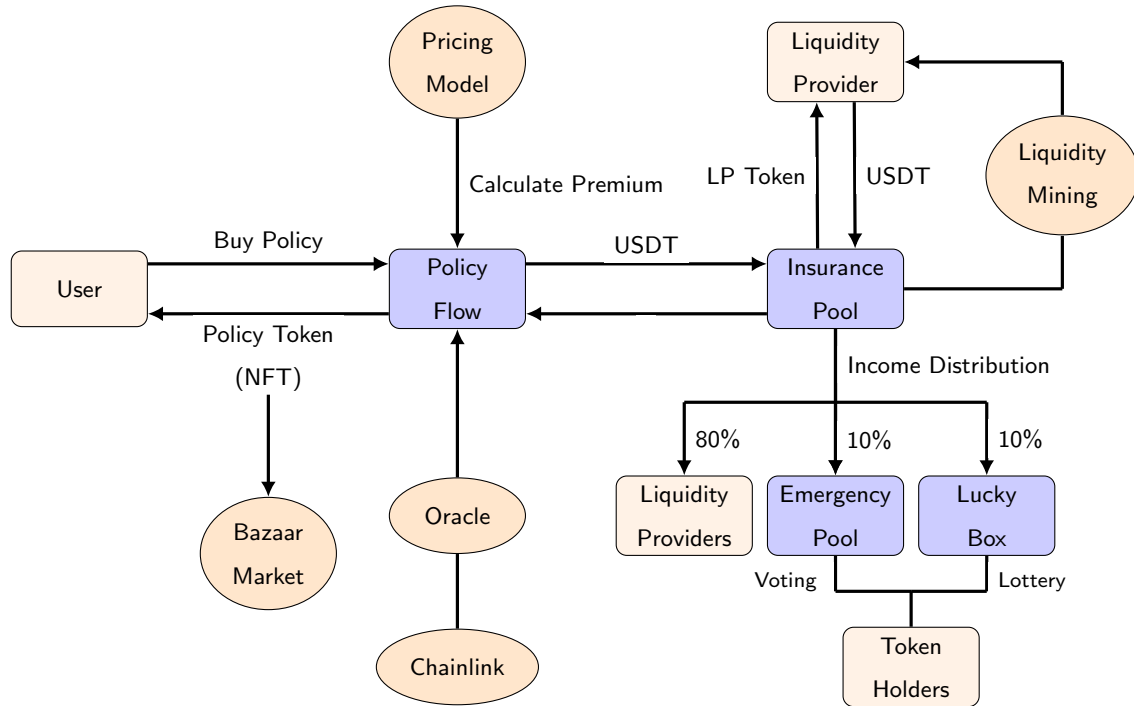 Pricing
Model
Liquidity
Provider
Liquidity
Mining
LP Token
USDT
Calculate Premium
Buy Policy
USDT
User
Policy
Flow
Insurance
Pool
Policy Token
(NFT)
Income Distribution
80%
10%
10%
Liquidity
Providers
Emergency
Pool
Lucky
Box
Oracle
Bazaar
Market
Voting
Lottery
Chainlink
Token
Holders